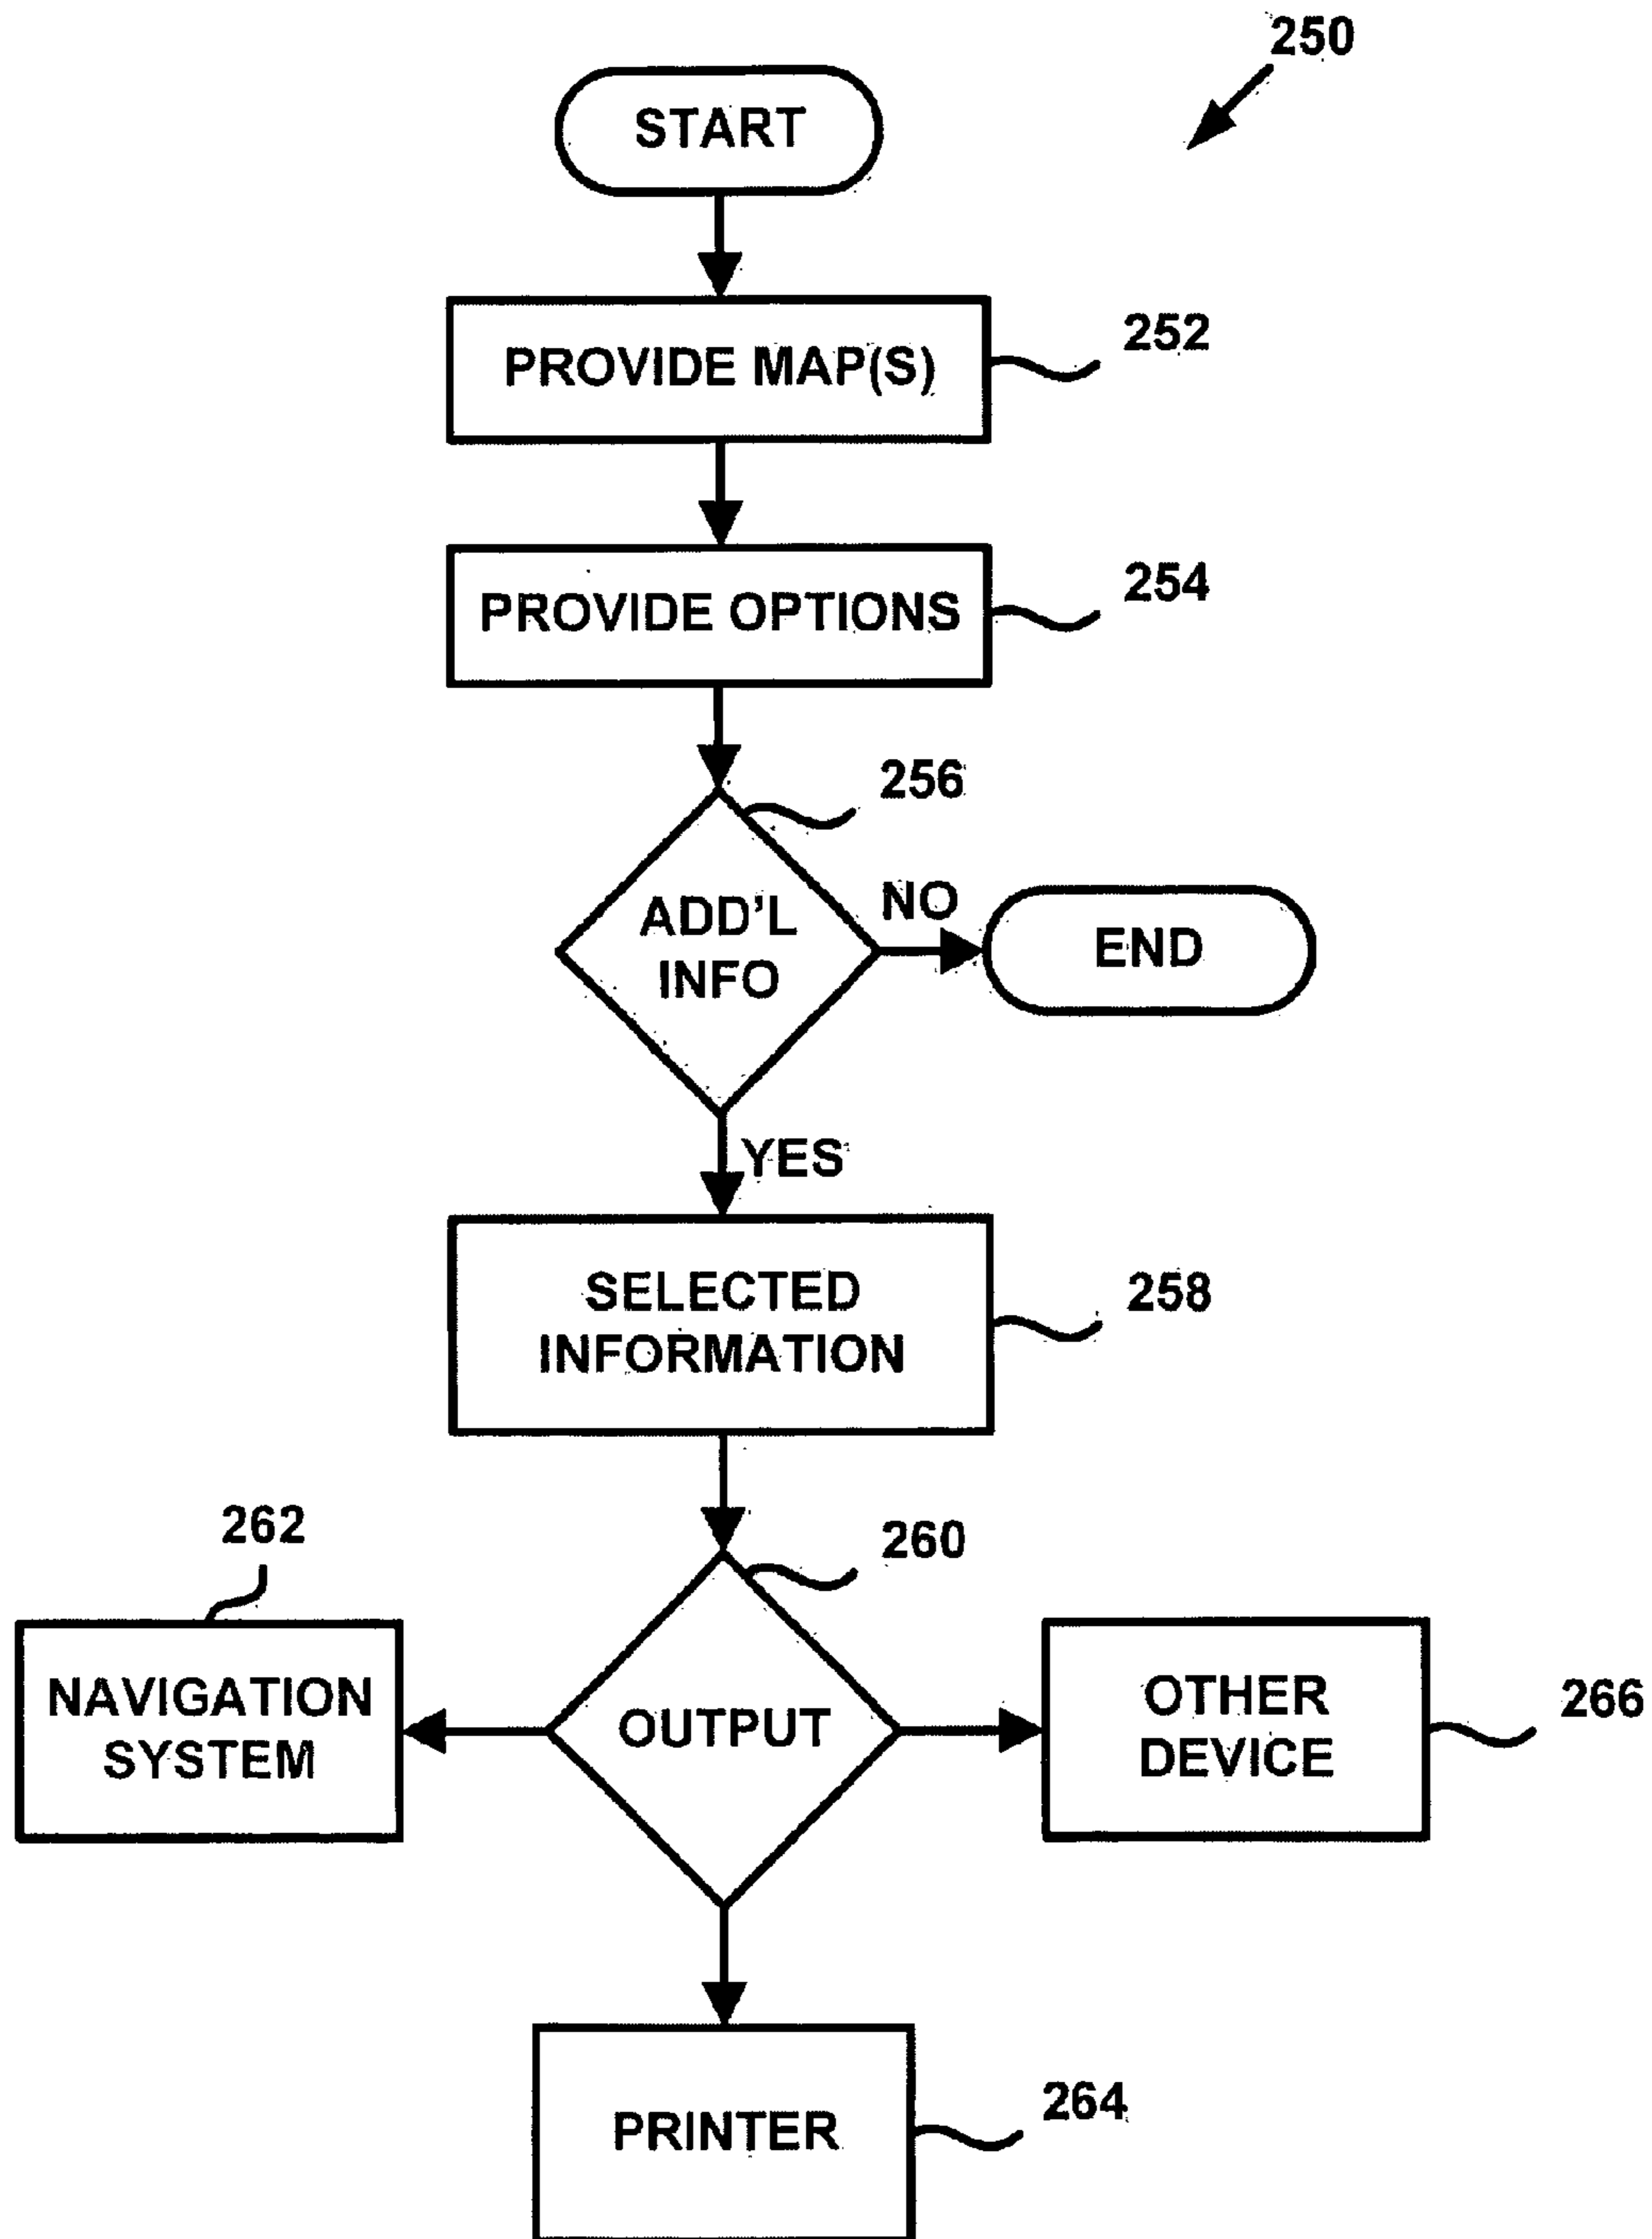 250
START
PROVIDE MAP(S)
252
PROVIDE OPTIONS
254
256
ADD'L
INFO
NO
END
YES
SELECTED
INFORMATION
258
260
262
NAVIGATION
SYSTEM
OUTPUT
OTHER
DEVICE
266
PRINTER
264